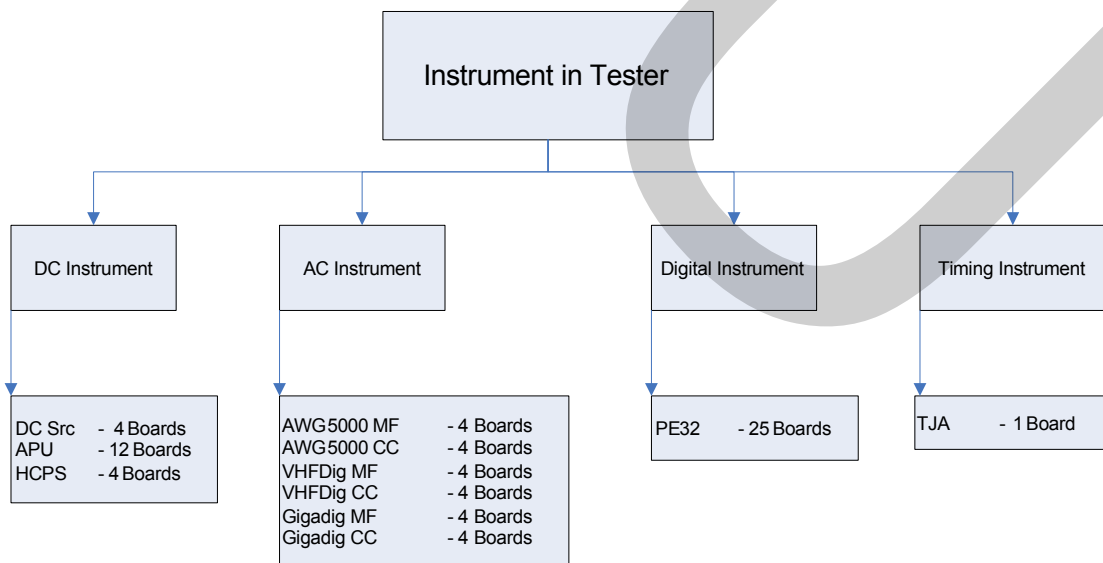 Instrument in Tester
DC Instrument
AC Instrument
Digital Instrument
Timing Instrument
DC Src - 4 Boards
APU - 12 Boards
HCPS - 4 Boards
AWG5000 MF - 4 Boards
AWG5000 CC - 4 Boards
VHFDig MF - 4 Boards
VHFDig CC - 4 Boards
Gigadig MF - 4 Boards
Gigadig CC - 4 Boards
PE32 - 25 Boards
TJA - 1 Board